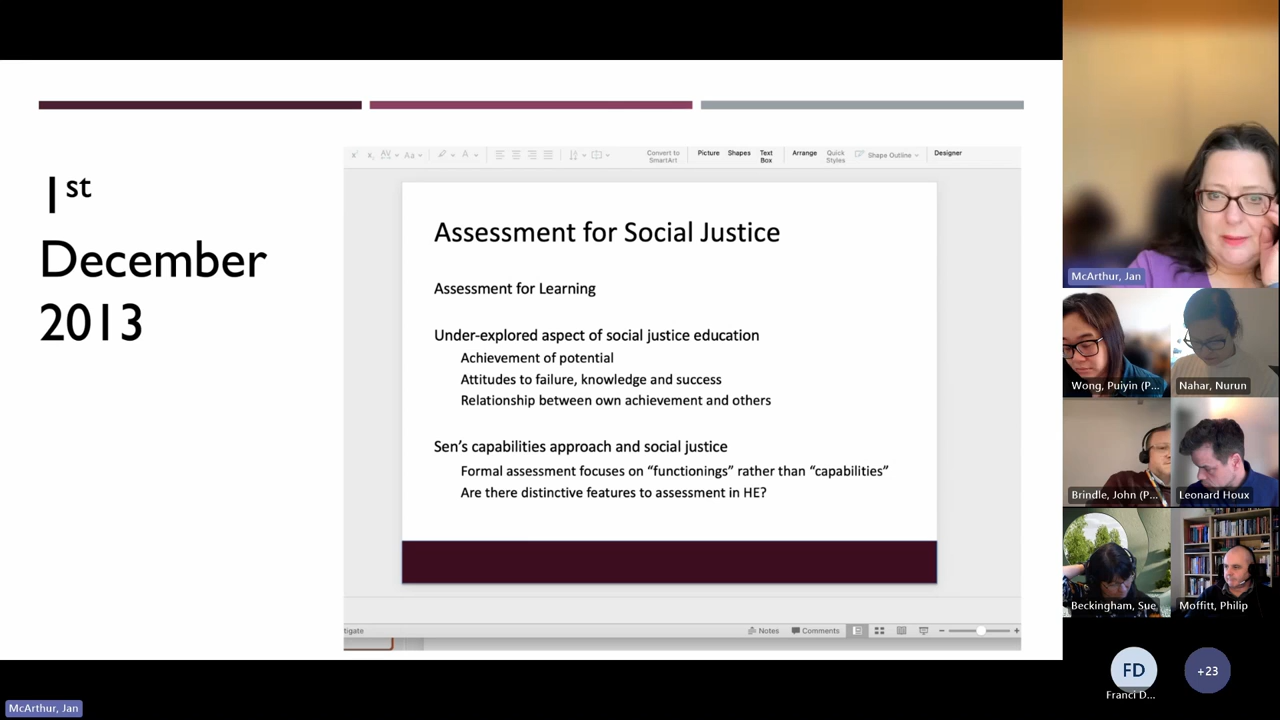 1st
December
2013
Convert to
SmartArt
Picture
Shapes
Text
Box
Arrange
Quick
Styles
Shape Outline
Designer
Assessment for Social Justice
Assessment for Learning
Under-explored aspect of social justice education
Achievement of potential
Attitudes to failure, knowledge and success
Relationship between own achievement and others
Sen's capabilities approach and social justice
Formal assessment focuses on “functionings” rather than “capabilities”
Are there distinctive features to assessment in HE?
tigate
Notes
Comments
McArthur, Jan
Wong, Puiyin (P...
Nahar, Nurun
Brindle, John (P...
Leonard Houx
Beckingham, Sue
Moffitt, Philip
FD
Franci D...
+23
McArthur, Jan